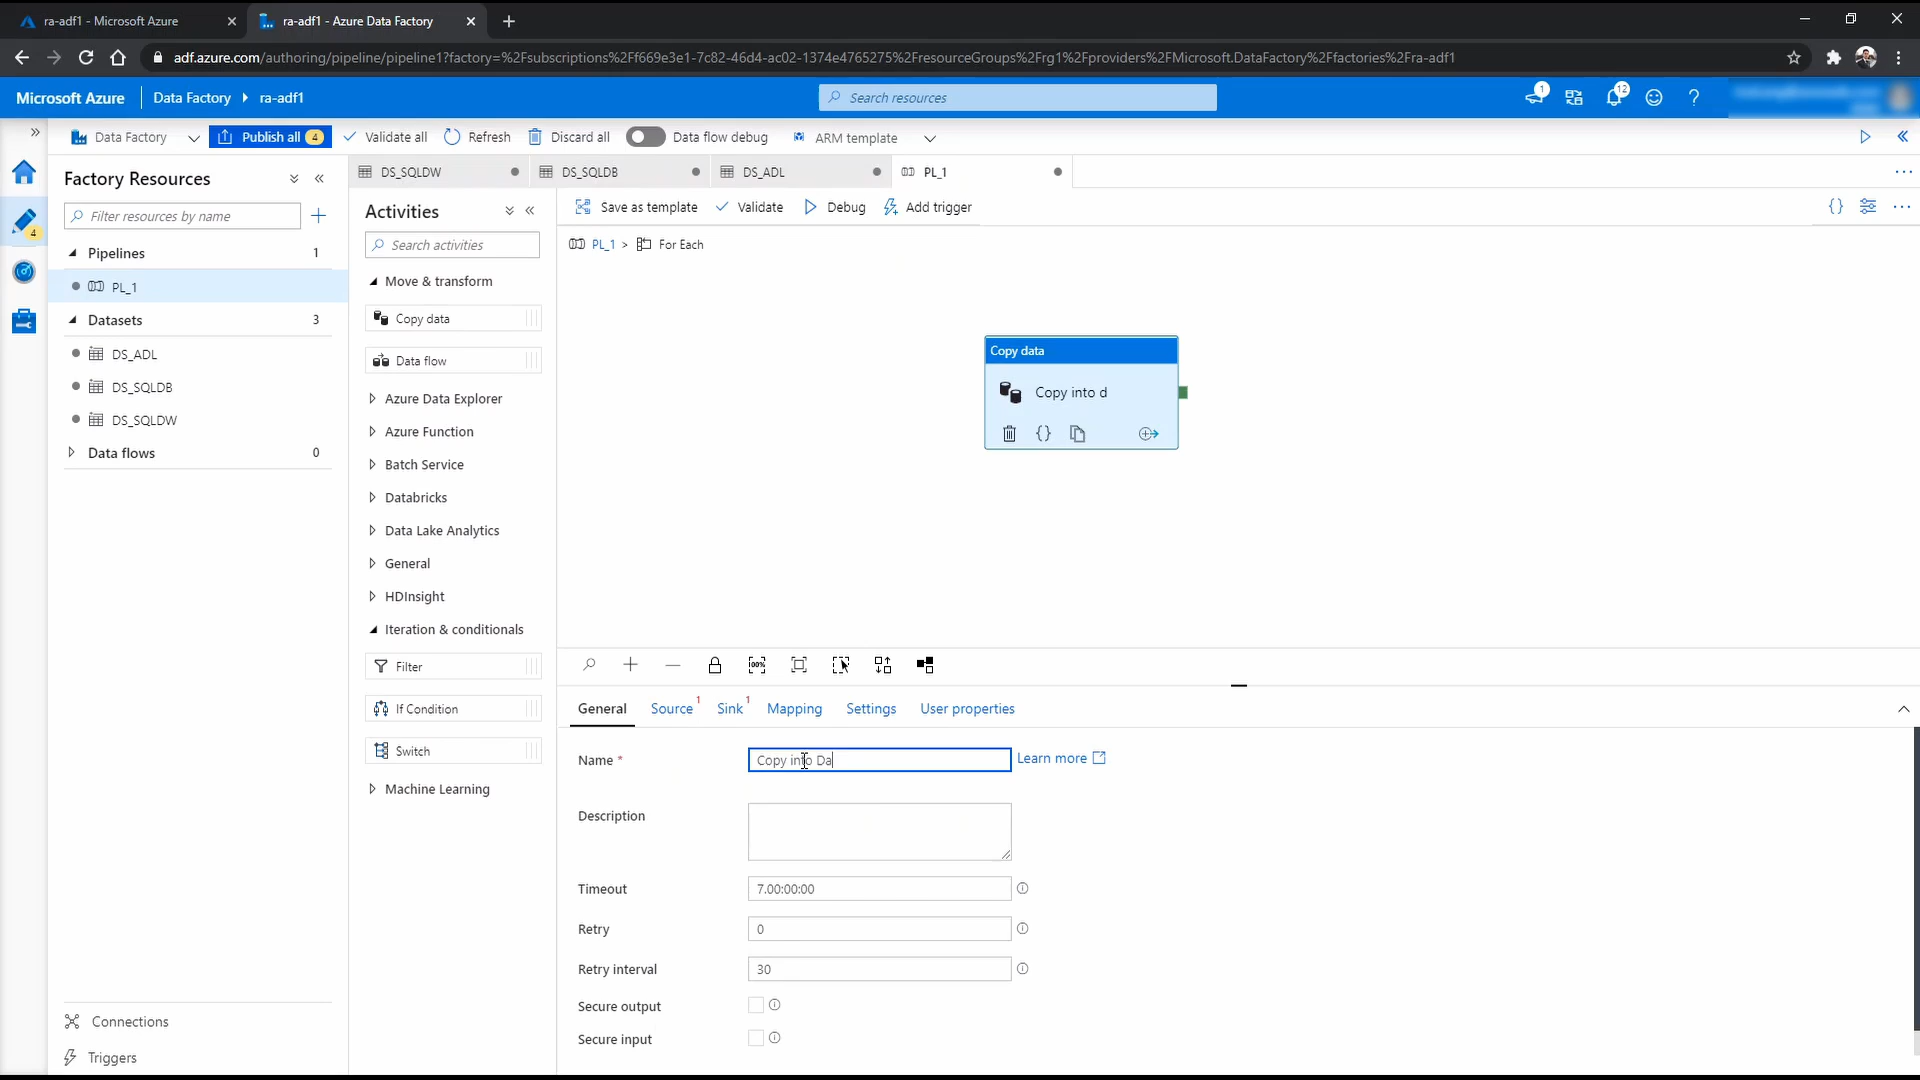 ra-adf1 - Microsoft Azure
ra-adf1 - Azure Data Factory
adf.azure.com/authoring/pipeline/pipeline1?factory=%2Fsubscriptions%2Ff669e3e1-7c82-46d4-ac02-1374e4765275%2FresourceGroups%2Frg1%2Fproviders%2FMicrosoft.DataFactory%2Ffactories%2Fra-adf1
Microsoft Azure
Data Factory
ra-adf1
Search resources
1
12
Data Factory
Publish all 4
Validate all
Refresh
Discard all
Data flow debug
ARM template
Factory Resources
DS_SQLDW
DS_SQLDB
DS_ADL
PL_1
Filter resources by name
4
Activities
Save as template
Validate
Debug
Add trigger
Search activities
Pipelines 1
PL_1 > For Each
PL_1
Datasets 3
DS_ADL
DS_SQLDB
DS_SQLDW
Data flows 0
Move & transform
Copy data
Data flow
Azure Data Explorer
Azure Function
Batch Service
Databricks
Data Lake Analytics
General
HDInsight
Iteration & conditionals
Filter
If Condition
Switch
Machine Learning
Copy data
Copy into d
100%
General
Source 1
Sink 1
Mapping
Settings
User properties
Name *
Copy into Da
Learn more
Description
Timeout
7.00:00:00
Retry
0
Retry interval
30
Secure output
Secure input
Connections
Triggers